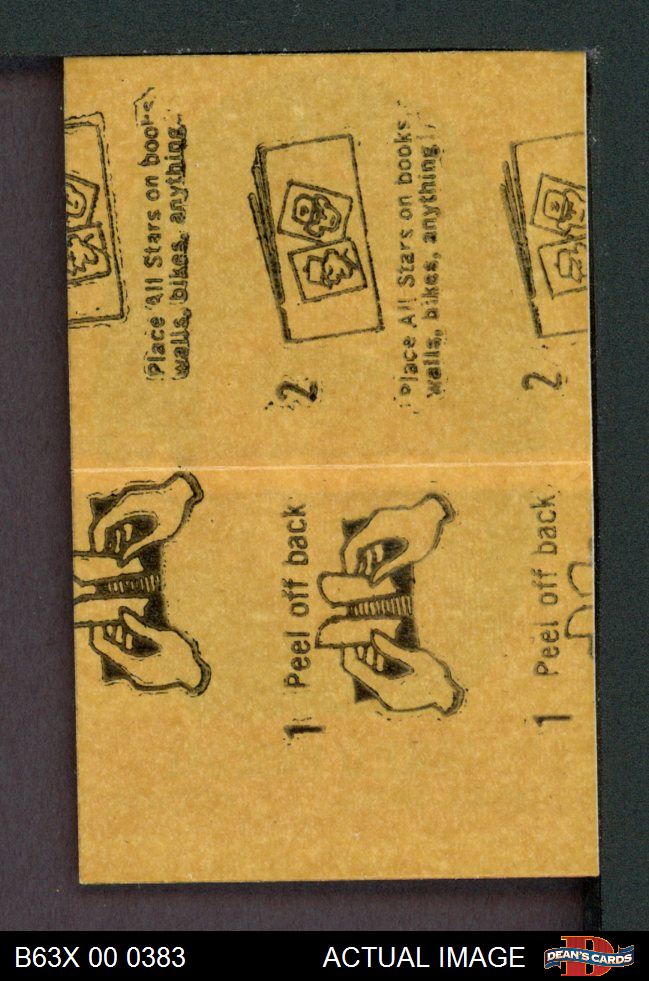 Place All Stars on books,
walls, bikes, anything.
2
Place All Stars on books,
walls, bikes, anything.
2
1 Peel off back
1 Peel off back
B63X 00 0383
ACTUAL IMAGE
DEAN'S CARDS